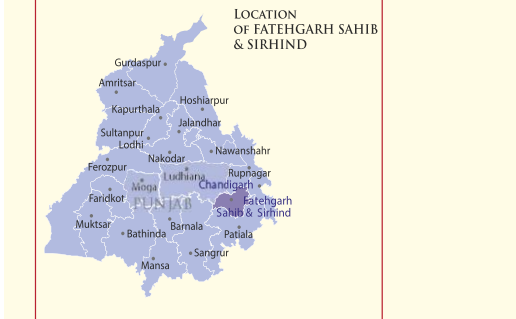 LOCATION
OF FATEHGARH SAHIB
& SIRHIND
Gurdaspur
Amritsar
Hoshiarpur
Kapurthala
Jalandhar
Sultanpur
Lodhi
Nawanshahr
Nakodar
Ferozpur
Rupnagar
Ludhiana
Chandigarh
Moga
Faridkot
PUNJAB
Fatehgarh
Sahib & Sirhind
Muktsar
Barnala
Bathinda
Patiala
Sangrur
Mansa